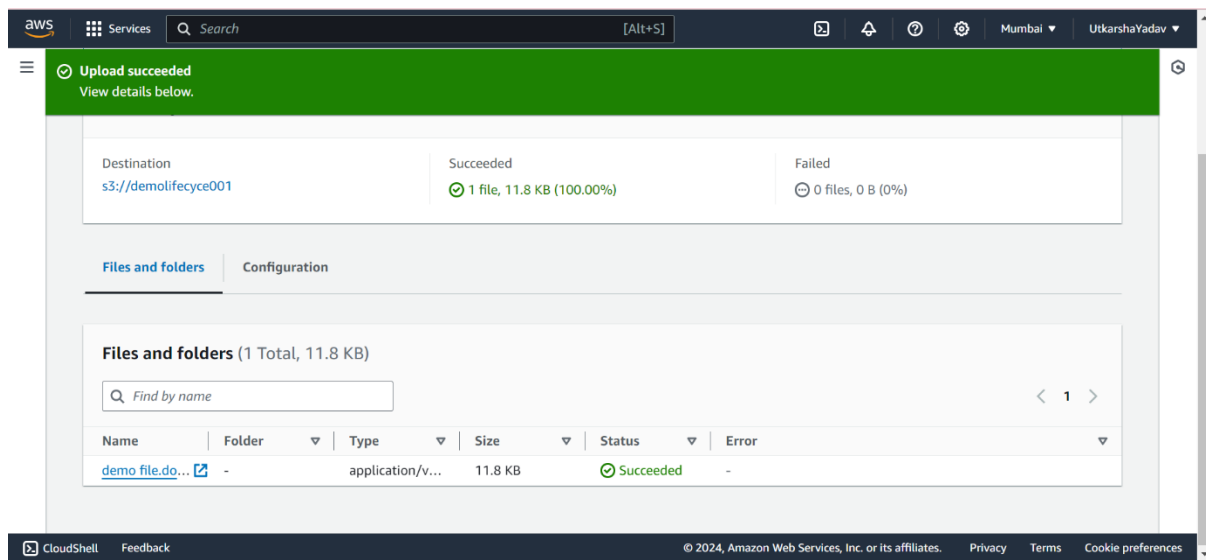 aws Services Search [Alt+S] Mumbai UtkarshaYadav
Upload succeeded
View details below.
Destination Succeeded Failed
s3://demolifecyce001 1 file, 11.8 KB (100.00%) 0 files, 0 B (0%)
Files and folders Configuration
Files and folders (1 Total, 11.8 KB)
Find by name 1
Name Folder Type Size Status Error
demo file.do... - application/v... 11.8 KB Succeeded -
CloudShell Feedback © 2024, Amazon Web Services, Inc. or its affiliates. Privacy Terms Cookie preferences